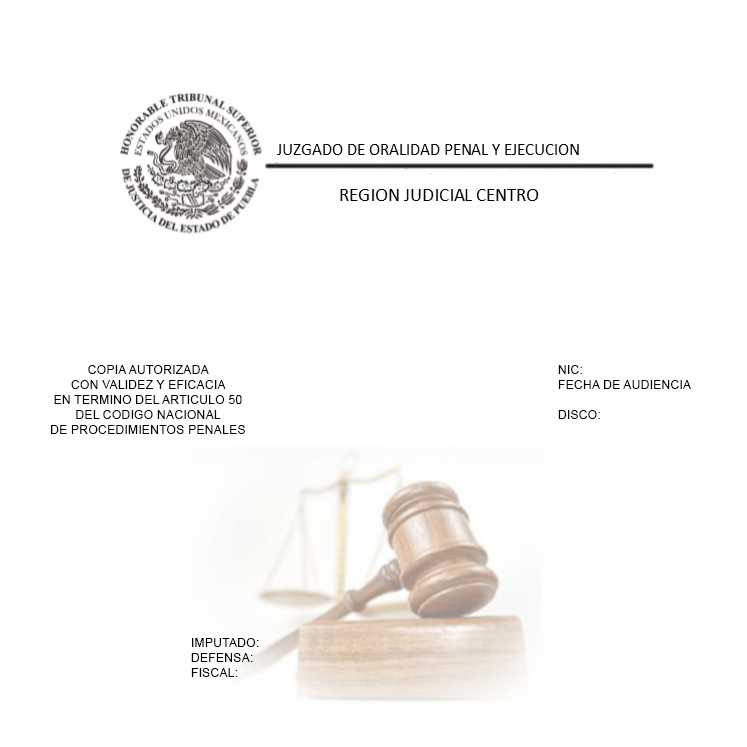 HONORABLE TRIBUNAL SUPERIOR
ESTADOS UNIDOS MEXICANOS
DE JUSTICIA DEL ESTADO DE PUEBLA
JUZGADO DE ORALIDAD PENAL Y EJECUCION
REGION JUDICIAL CENTRO
COPIA AUTORIZADA
CON VALIDEZ Y EFICACIA
EN TERMINO DEL ARTICULO 50
DEL CODIGO NACIONAL
DE PROCEDIMIENTOS PENALES
NIC:
FECHA DE AUDIENCIA
DISCO:
IMPUTADO:
DEFENSA:
FISCAL: